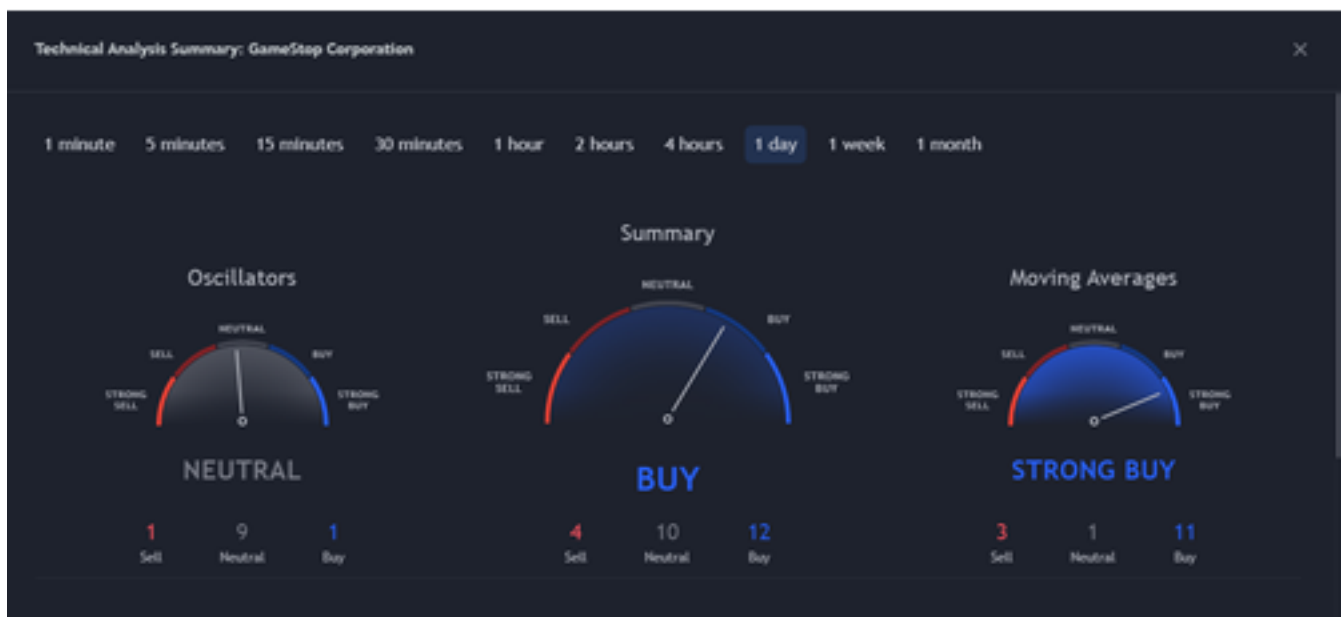 Technical Analysis Summary: GameStop Corporation
1 minute 5 minutes 15 minutes 30 minutes 1 hour 2 hours 4 hours 1 day 1 week 1 month
Summary
Oscillators
Moving Averages
NEUTRAL
SELL
BUY
STRONG SELL
STRONG BUY
NEUTRAL
SELL
BUY
STRONG SELL
STRONG BUY
NEUTRAL
SELL
BUY
STRONG SELL
STRONG BUY
NEUTRAL
BUY
STRONG BUY
1 9 1
Sell Neutral Buy
4 10 12
Sell Neutral Buy
3 1 11
Sell Neutral Buy